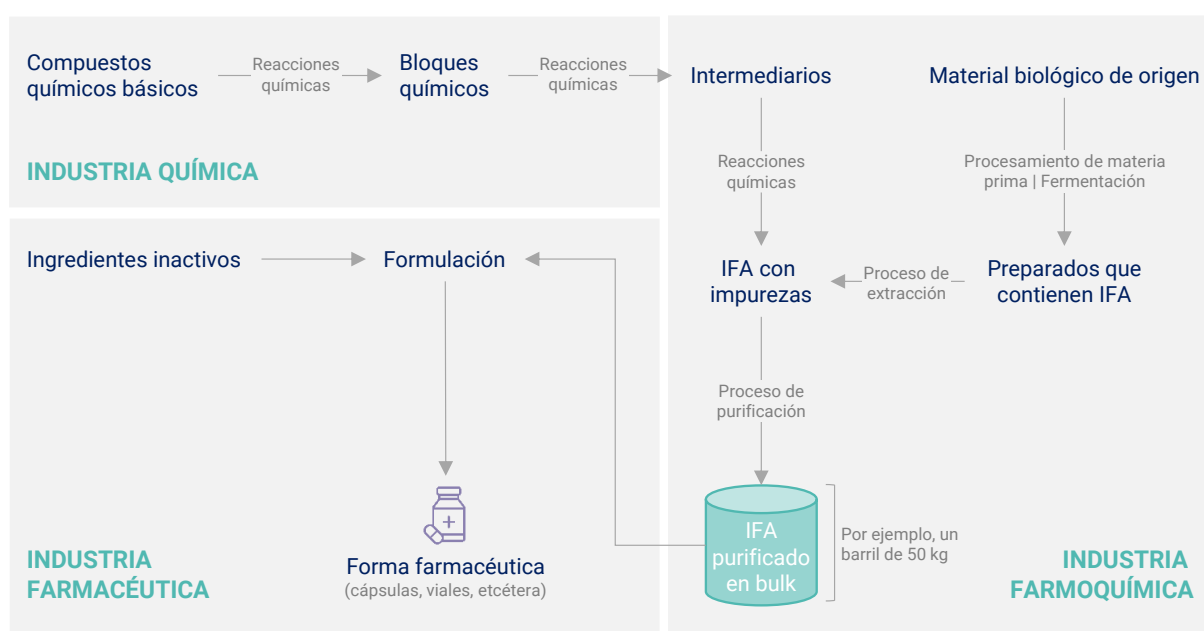 Compuestos
químicos básicos
Reacciones
químicas
Bloques
químicos
Reacciones
químicas
INDUSTRIA QUÍMICA
Intermediarios
Material biológico de origen
Reacciones
químicas
Procesamiento de materia
prima | Fermentación
IFA con
impurezas
Proceso de
extracción
Preparados que
contienen IFA
Proceso de
purificación
IFA
purificado
en bulk
Por ejemplo, un
barril de 50 kg
INDUSTRIA
FARMOQUÍMICA
Ingredientes inactivos
Formulación
Forma farmacéutica
(cápsulas, viales, etcétera)
INDUSTRIA
FARMACÉUTICA